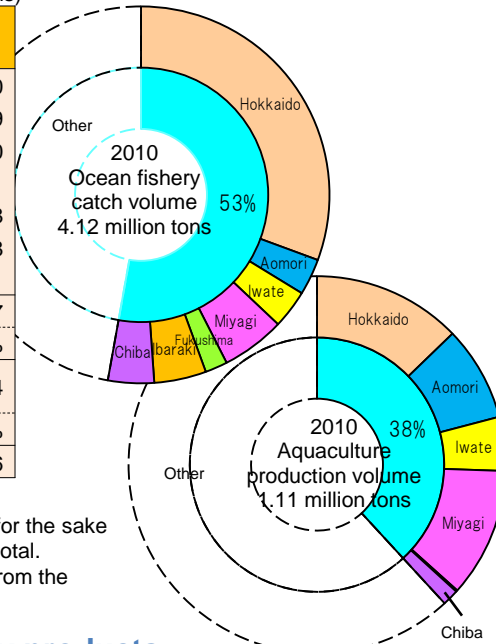 Hokkaido
Other
2010
Ocean fishery
catch volume
4.12 million tons
53%
Aomori
Iwate
Miyagi
Fukushima
Ibaraki
Chiba
Hokkaido
Aomori
2010
Aquaculture
production volume
1.11 million tons
38%
Iwate
Other
Miyagi
for the sake
otal.
from the
Chiba